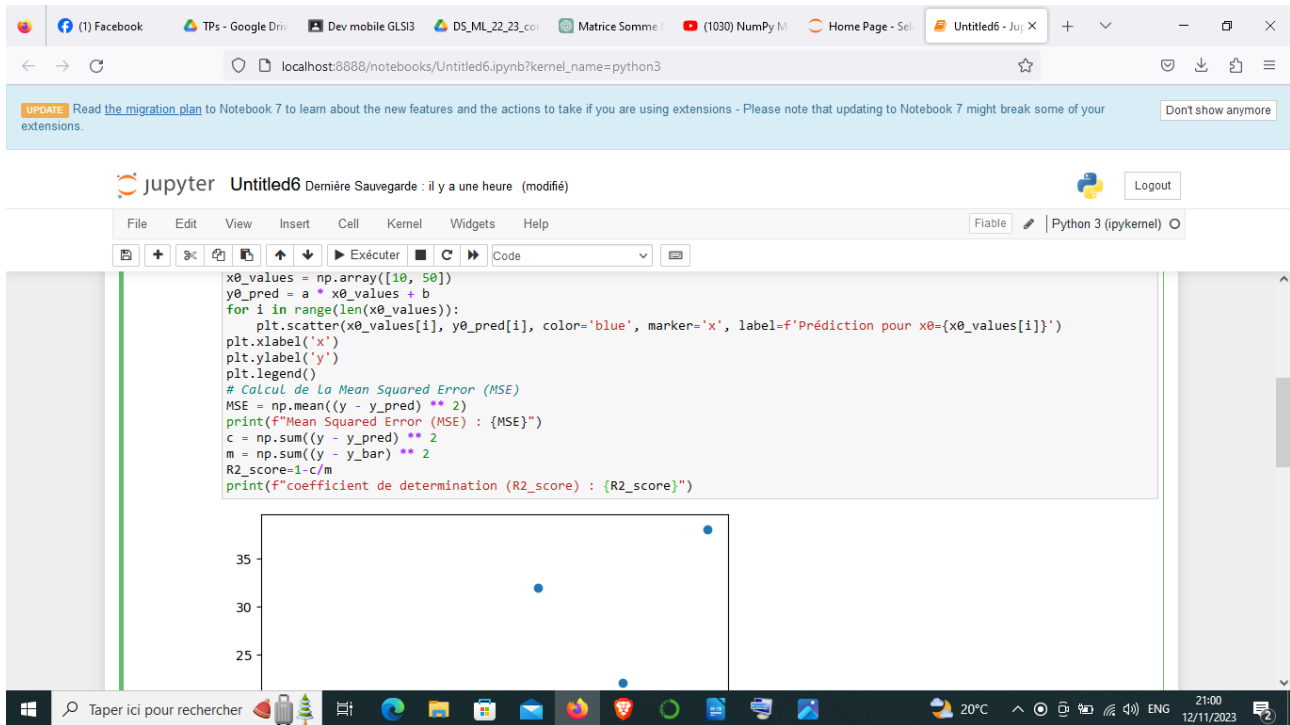 (1) Facebook
TPs - Google Driv
Dev mobile GLSI3
DS_ML_22_23_co
Matrice Somme
(1030) NumPy M
Home Page - Sel
Untitled6 - Jup
localhost:8888/notebooks/Untitled6.ipynb?kernel_name=python3
UPDATE Read the migration plan to Notebook 7 to learn about the new features and the actions to take if you are using extensions - Please note that updating to Notebook 7 might break some of your
extensions.
Don't show anymore
jupyter Untitled6 Dernière Sauvegarde : il y a une heure (modifié)
Logout
File Edit View Insert Cell Kernel Widgets Help
Fiable Python 3 (ipykernel)
Exécuter Code
x0_values = np.array([10, 50])
y0_pred = a * x0_values + b
for i in range(len(x0_values)):
    plt.scatter(x0_values[i], y0_pred[i], color='blue', marker='x', label=f'Prédiction pour x0={x0_values[i]}')
plt.xlabel('x')
plt.ylabel('y')
plt.legend()
# Calcul de la Mean Squared Error (MSE)
MSE = np.mean((y - y_pred) ** 2)
print(f"Mean Squared Error (MSE) : {MSE}")
c = np.sum((y - y_pred) ** 2
m = np.sum((y - y_bar) ** 2
R2_score=1-c/m
print(f"coefficient de determination (R2_score) : {R2_score}")
35
30
25
Taper ici pour rechercher
20°C
ENG
21:00
12/11/2023
2